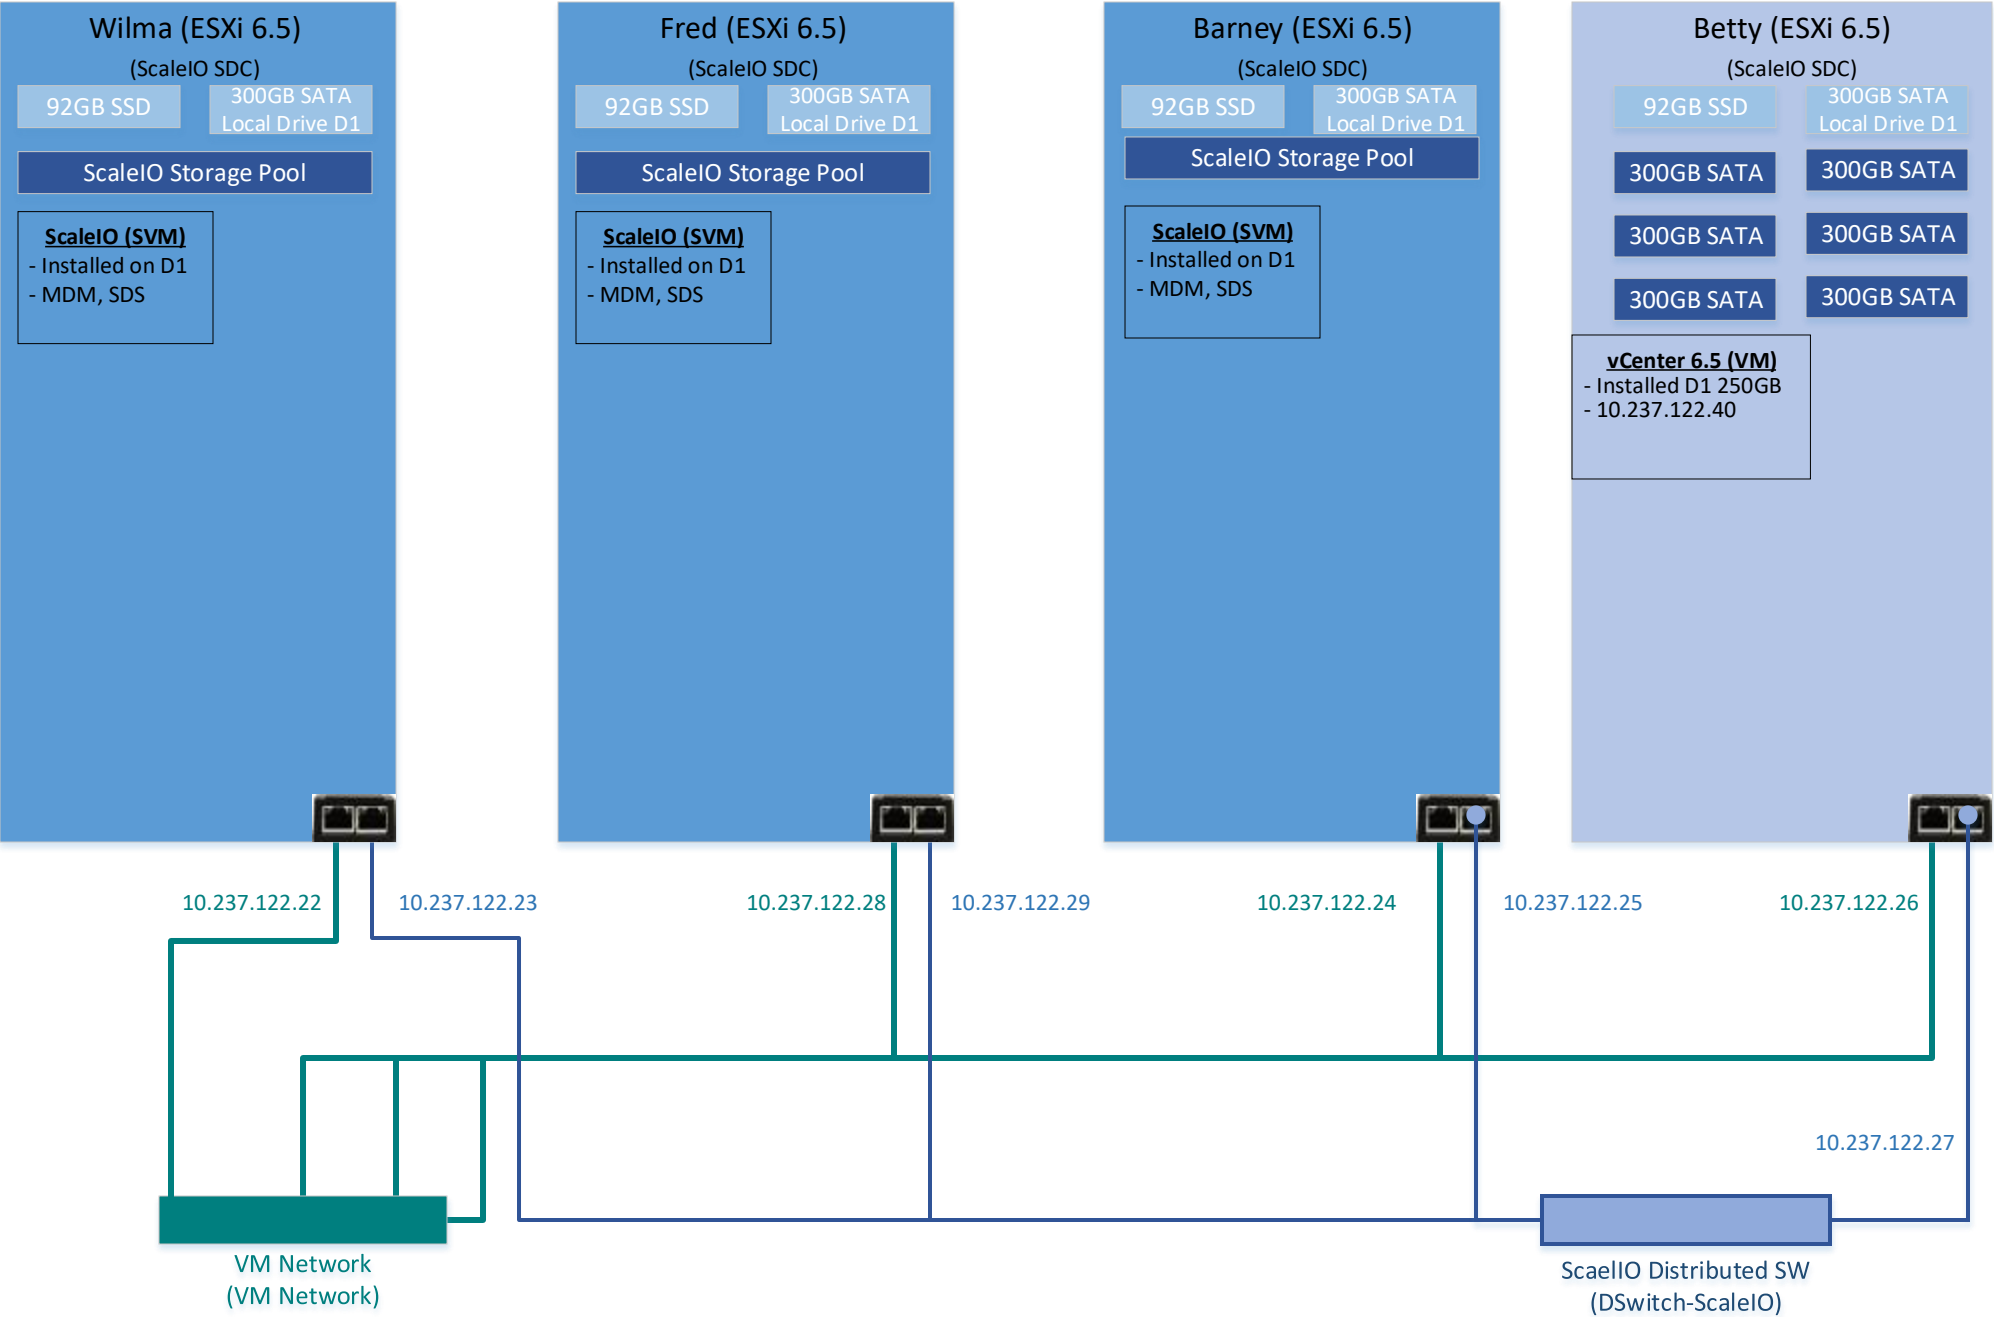 Wilma (ESXi 6.5)
(ScaleIO SDC)
92GB SSD
300GB SATA
Local Drive D1
ScaleIO Storage Pool
ScaleIO (SVM)
- Installed on D1
- MDM, SDS
Fred (ESXi 6.5)
(ScaleIO SDC)
92GB SSD
300GB SATA
Local Drive D1
ScaleIO Storage Pool
ScaleIO (SVM)
- Installed on D1
- MDM, SDS
Barney (ESXi 6.5)
(ScaleIO SDC)
92GB SSD
300GB SATA
Local Drive D1
ScaleIO Storage Pool
ScaleIO (SVM)
- Installed on D1
- MDM, SDS
Betty (ESXi 6.5)
(ScaleIO SDC)
92GB SSD
300GB SATA
Local Drive D1
300GB SATA
300GB SATA
300GB SATA
300GB SATA
300GB SATA
300GB SATA
vCenter 6.5 (VM)
- Installed D1 250GB
- 10.237.122.40
10.237.122.22
10.237.122.23
10.237.122.28
10.237.122.29
10.237.122.24
10.237.122.25
10.237.122.26
10.237.122.27
VM Network
(VM Network)
ScaelIO Distributed SW
(DSwitch-ScaleIO)